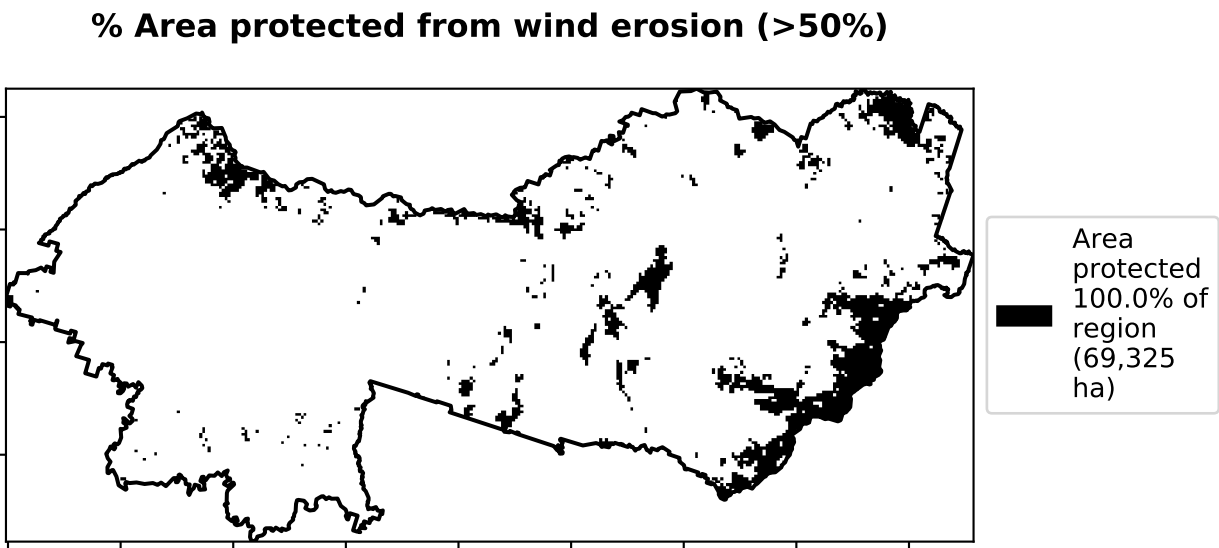 % Area protected from wind erosion (>50%)
Area
protected
100.0% of
region
(69,325
ha)